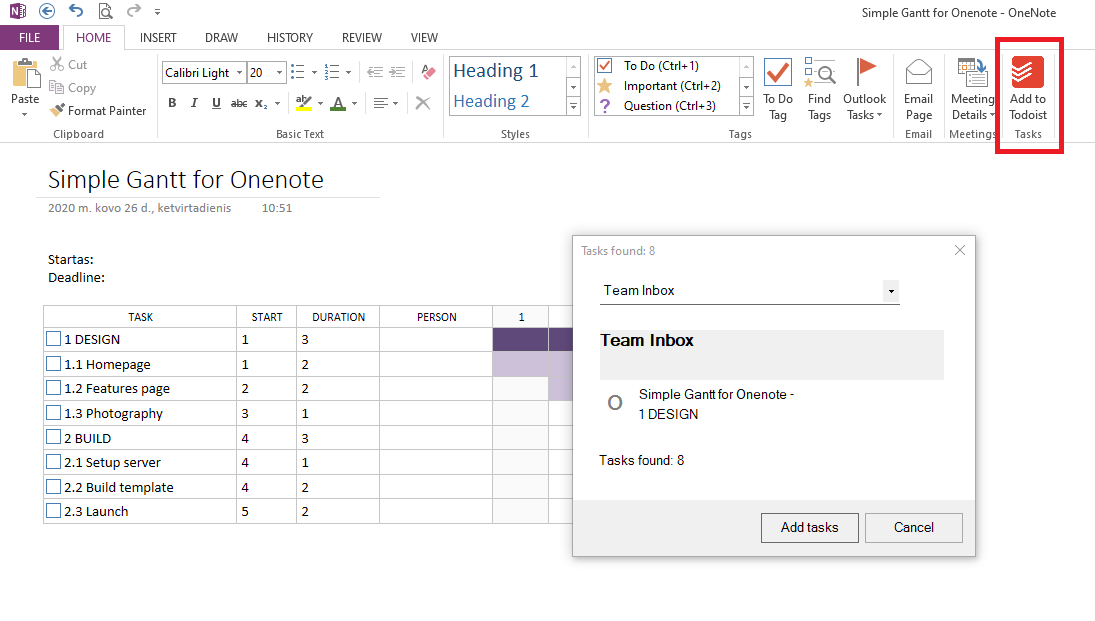 Simple Gantt for Onenote - OneNote
FILE HOME INSERT DRAW HISTORY REVIEW VIEW
Paste
Cut
Copy
Format Painter
Clipboard
Calibri Light 20
B I U abc x₂ A
Basic Text
Heading 1
Heading 2
Styles
To Do (Ctrl+1)
Important (Ctrl+2)
? Question (Ctrl+3)
To Do
Tag
Find
Tags
Outlook
Tasks
Tags
Email
Page
Email
Meeting
Details
Meetings
Add to
Todoist
Tasks
Simple Gantt for Onenote
2020 m. kovo 26 d., ketvirtadienis 10:51
Startas:
Deadline:
TASK START DURATION PERSON 1
1 DESIGN 1 3
1.1 Homepage 1 2
1.2 Features page 2 2
1.3 Photography 3 1
2 BUILD 4 3
2.1 Setup server 4 1
2.2 Build template 4 2
2.3 Launch 5 2
Tasks found: 8
Team Inbox
Team Inbox
Simple Gantt for Onenote -
1 DESIGN
Tasks found: 8
Add tasks Cancel